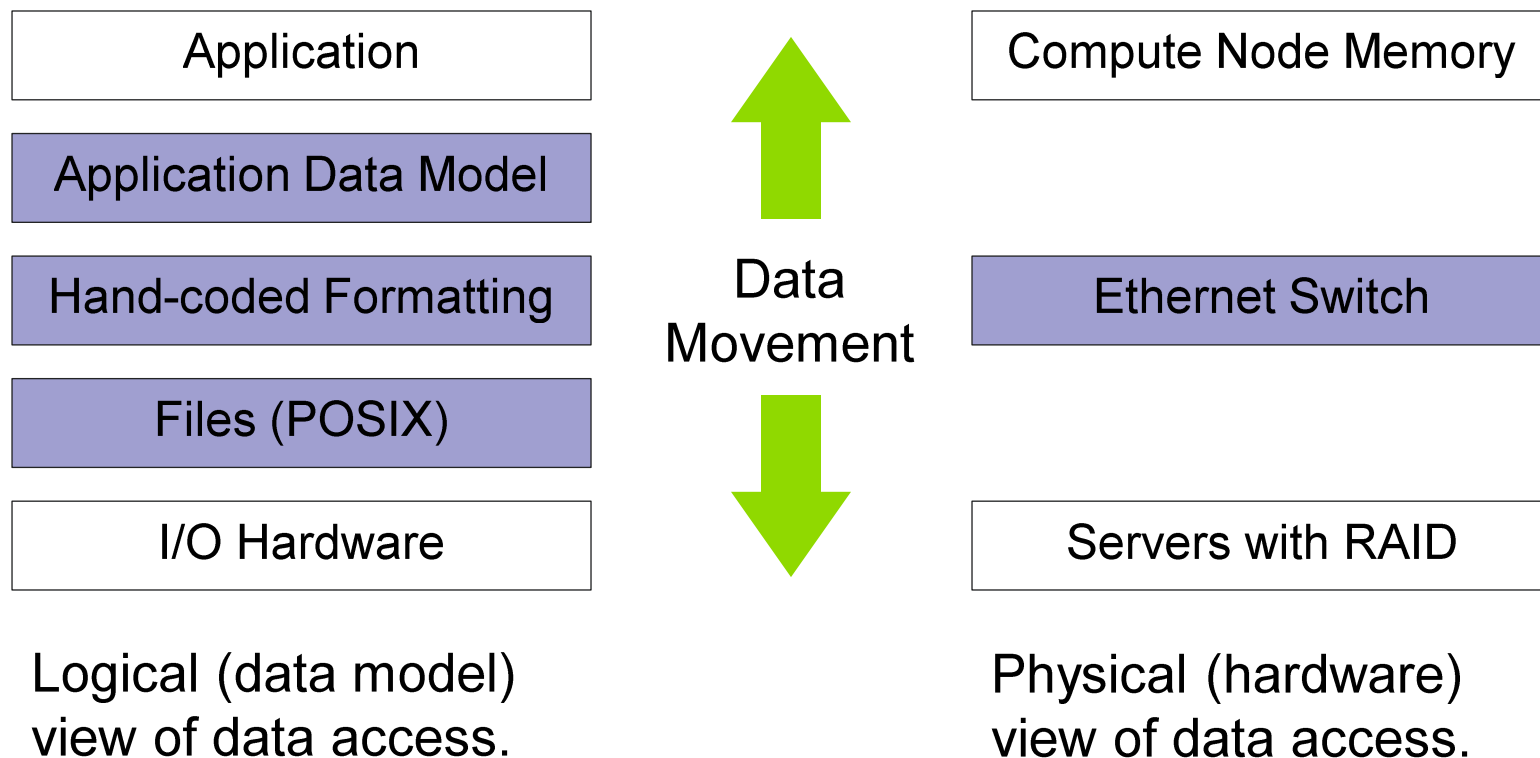 Application
Application Data Model
Hand-coded Formatting
Files (POSIX)
I/O Hardware
Logical (data model)
view of data access.
Data
Movement
Compute Node Memory
Ethernet Switch
Servers with RAID
Physical (hardware)
view of data access.